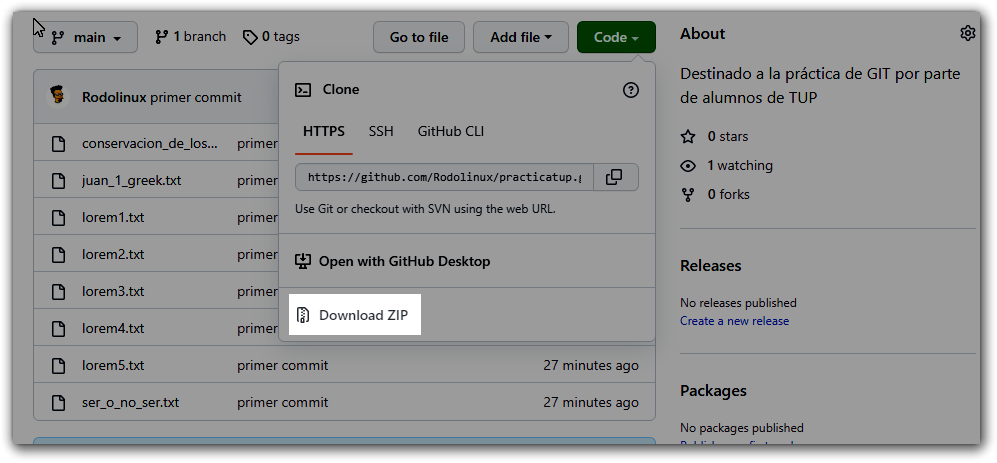 main
1 branch
0 tags
Go to file
Add file
Code
Rodolinux primer commit
conservacion_de_los... primer
juan_1_greek.txt primer
lorem1.txt primer
lorem2.txt primer
lorem3.txt primer
lorem4.txt primer
lorem5.txt primer commit 27 minutes ago
ser_o_no_ser.txt primer commit 27 minutes ago
Clone
HTTPS SSH GitHub CLI
https://github.com/Rodolinux/practicatup.g
Use Git or checkout with SVN using the web URL.
Open with GitHub Desktop
Download ZIP
About
Destinado a la práctica de GIT por parte
de alumnos de TUP
0 stars
1 watching
0 forks
Releases
No releases published
Create a new release
Packages
No packages published